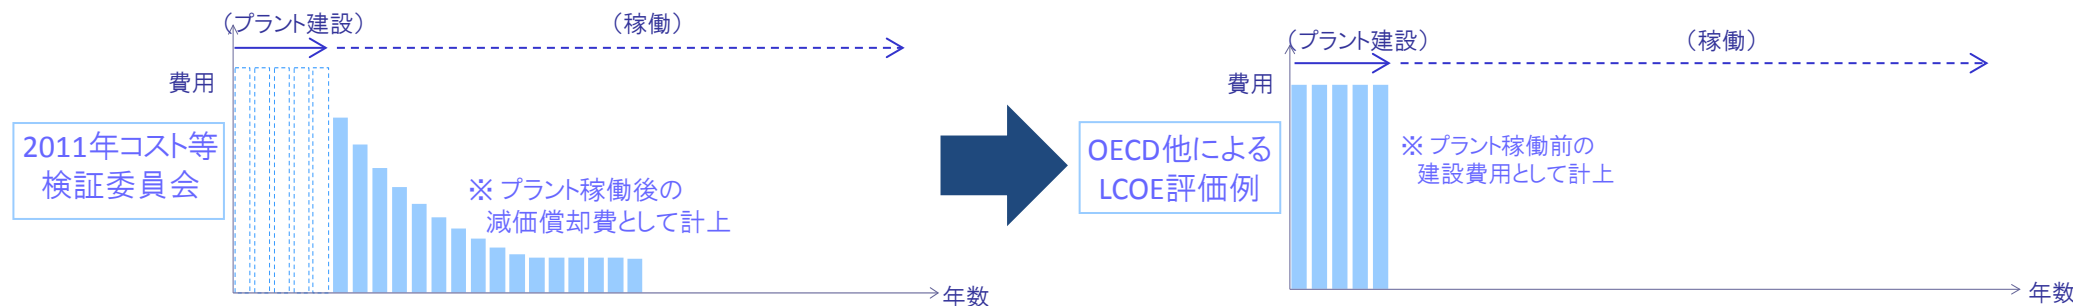 （プラント建設）
（稼働）
費用
2011年コスト等
検証委員会
※ プラント稼働後の
減価償却費として計上
年数
（プラント建設）
（稼働）
費用
OECD他による
LCOE評価例
※ プラント稼働前の
建設費用として計上
年数